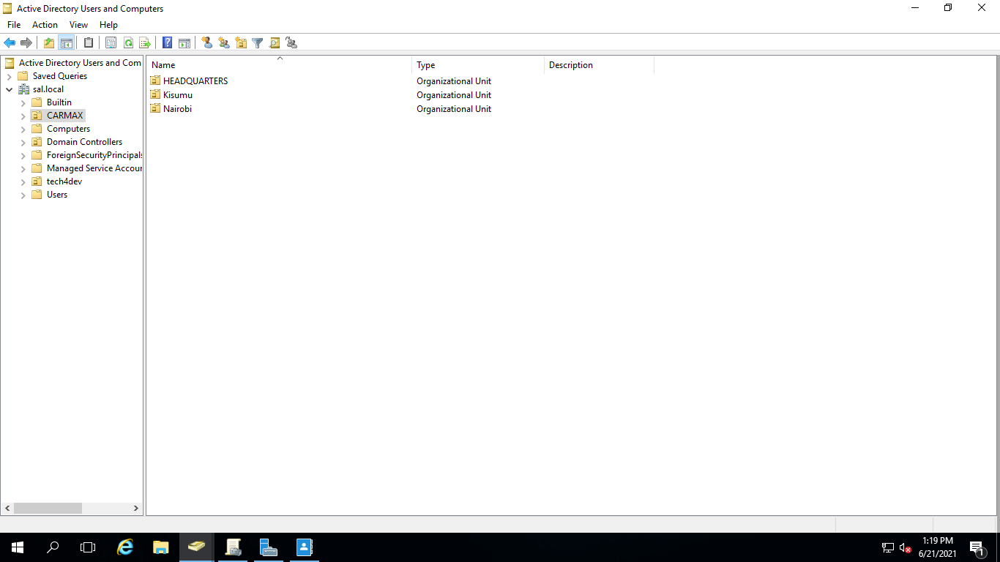 Active Directory Users and Computers
File Action View Help
Active Directory Users and Com
Saved Queries
sal.local
Builtin
CARMAX
Computers
Domain Controllers
ForeignSecurityPrincipals
Managed Service Accour
tech4dev
Users
Name Type Description
HEADQUARTERS Organizational Unit
Kisumu Organizational Unit
Nairobi Organizational Unit
1:19 PM
6/21/2021
1